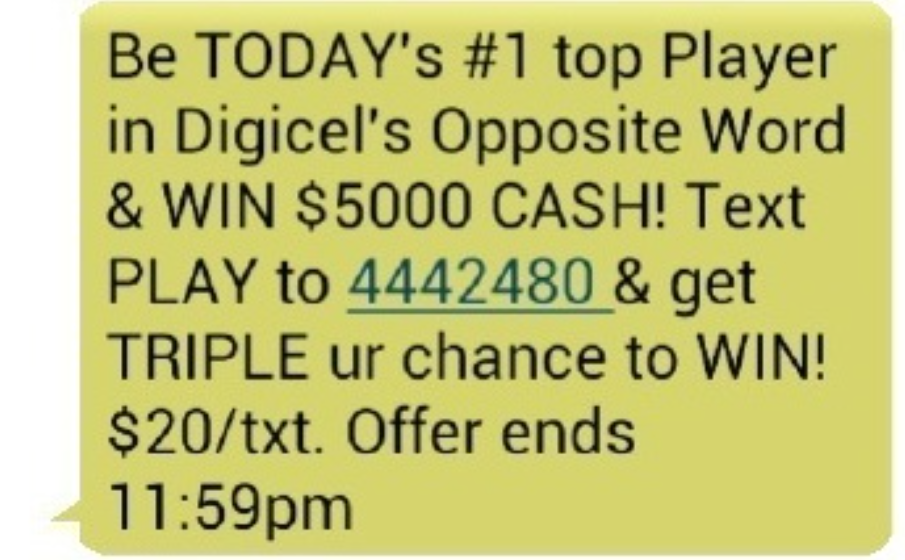 Be TODAY's #1 top Player
in Digicel's Opposite Word
& WIN $5000 CASH! Text
PLAY to 4442480 & get
TRIPLE ur chance to WIN!
$20/txt. Offer ends
11:59pm